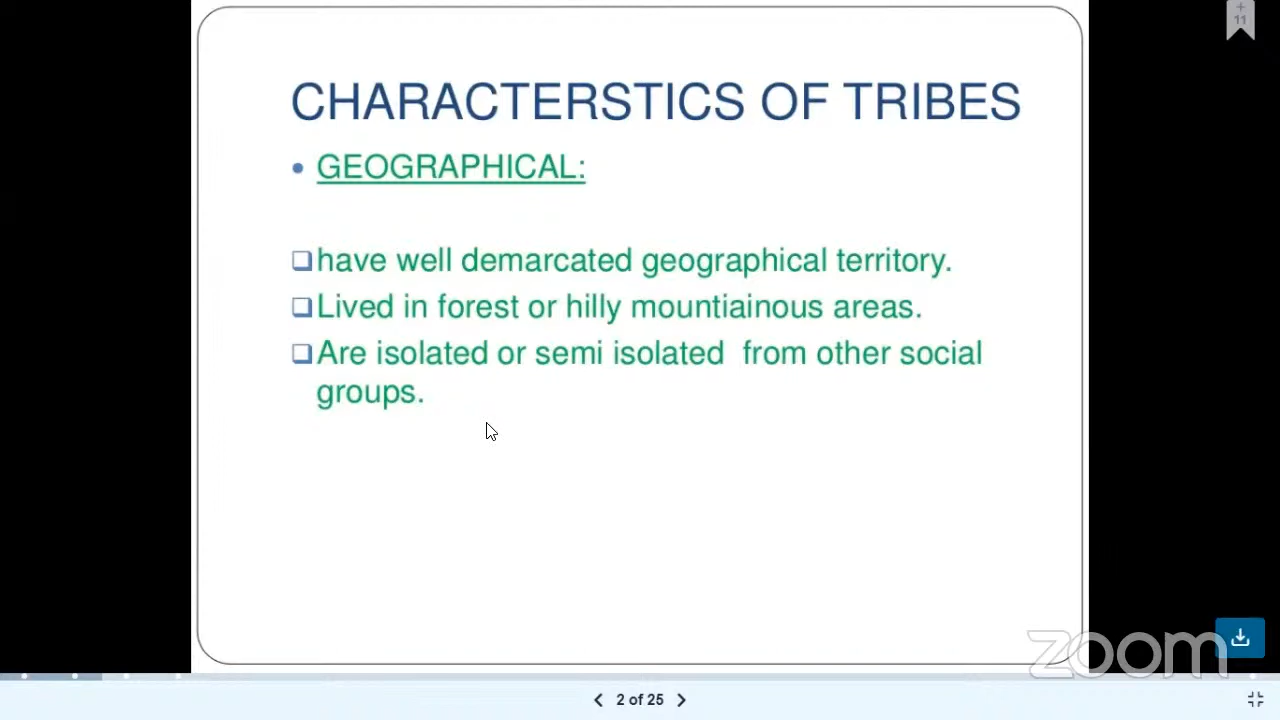 +
11
CHARACTERSTICS OF TRIBES
• GEOGRAPHICAL:
❑have well demarcated geographical territory.
❑Lived in forest or hilly mountiainous areas.
❑Are isolated or semi isolated from other social
groups.
zoom
2 of 25